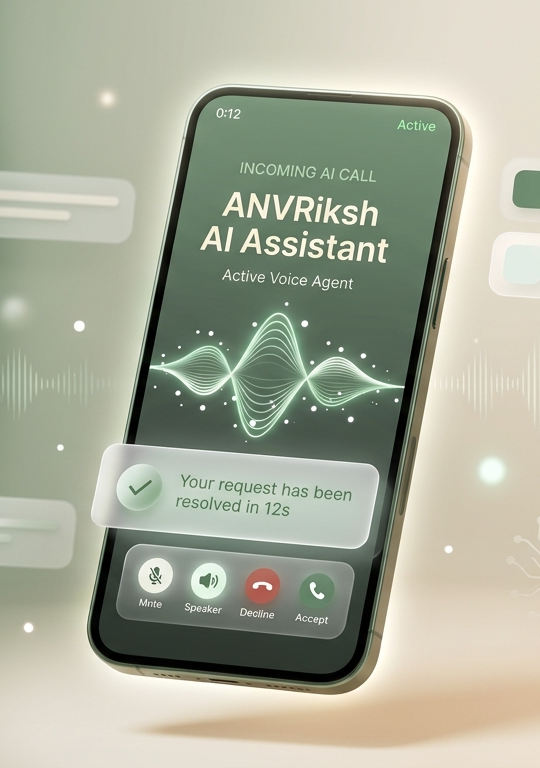 0:12
Active
INCOMING AI CALL
ANVRiksh
AI Assistant
Active Voice Agent
Your request has been
resolved in 12s
Mnte
Speaker
Decline
Accept